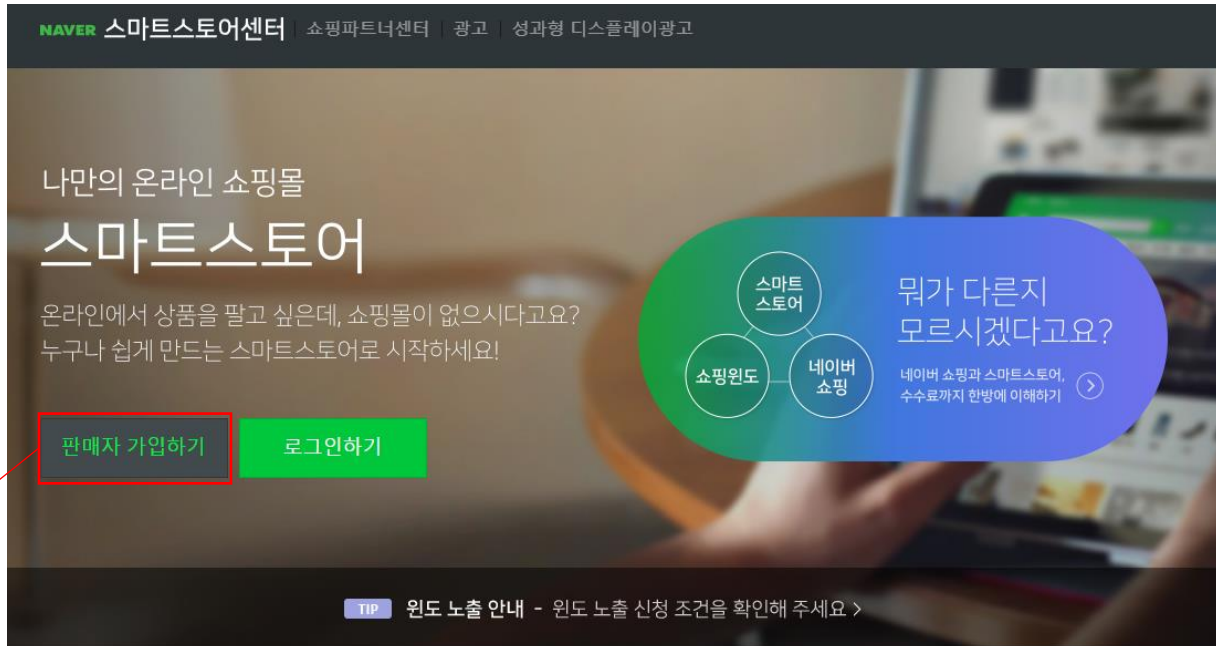 NAVER 스마트스토어센터 쇼핑파트너센터 광고 성과형 디스플레이광고
나만의 온라인 쇼핑몰
스마트스토어
온라인에서 상품을 팔고 싶은데, 쇼핑몰이 없으시다고요?
누구나 쉽게 만드는 스마트스토어로 시작하세요!
판매자 가입하기 로그인하기
스마트
스토어
쇼핑윈도
네이버
쇼핑
뭐가 다른지
모르시겠다고요?
네이버 쇼핑과 스마트스토어,
수수료까지 한방에 이해하기
TIP 윈도 노출 안내 - 윈도 노출 신청 조건을 확인해 주세요 >